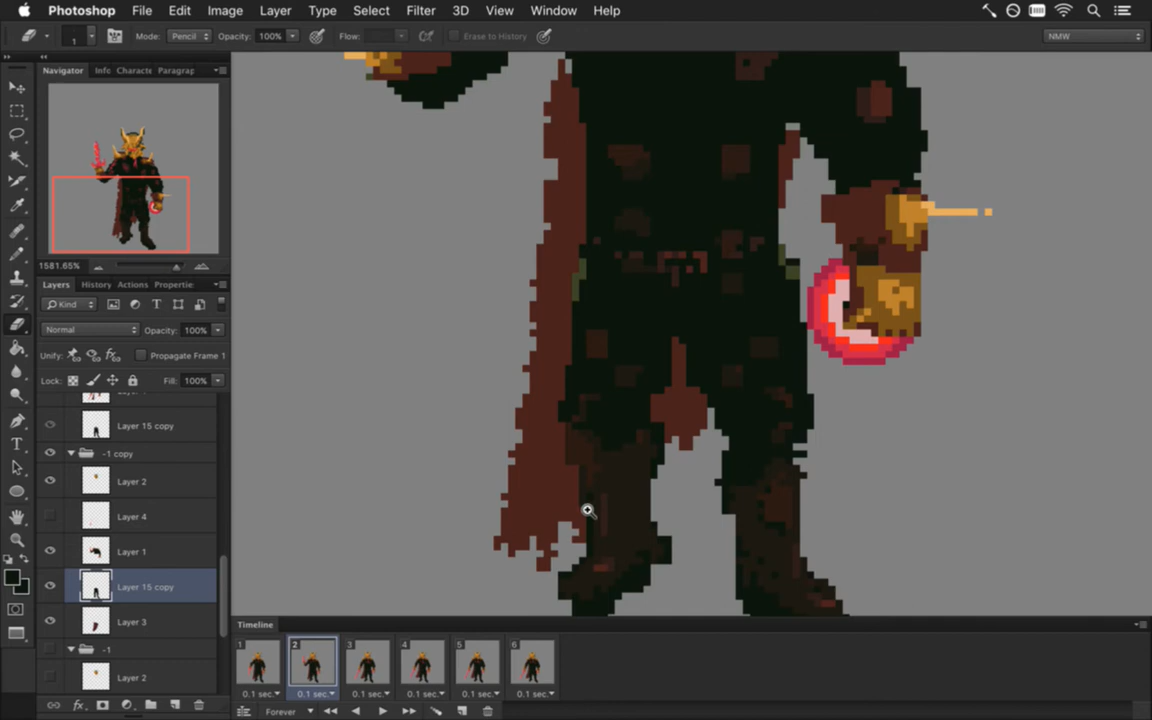 Photoshop File Edit Image Layer Type Select Filter 3D View Window Help
1 Mode: Pencil Opacity: 100% Flow: Erase to History NMW
Navigator Info Characte Paragrap
1581.65%
Layers History Actions Propertie
Kind
Normal Opacity: 100%
Unify: Propagate Frame 1
Lock: Fill: 100%
Layer 15 copy
-1 copy
Layer 2
Layer 4
Layer 1
Layer 15 copy
Layer 3
-1
Layer 2
Timeline
1 2 3 4 5 6
0.1 sec. 0.1 sec. 0.1 sec. 0.1 sec. 0.1 sec. 0.1 sec.
Forever